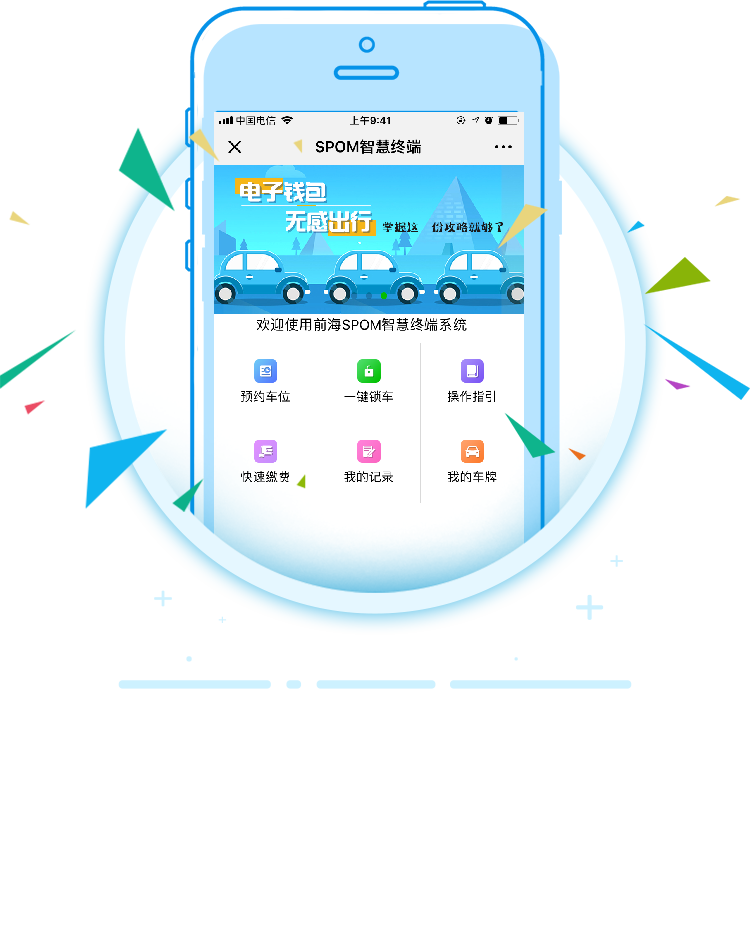 中国电信 上午9:41
SPOM智慧终端
电子钱包
无感出行 掌握这 份攻略就够了
欢迎使用前海SPOM智慧终端系统
预约车位 一键锁车 操作指引
快速缴费 我的记录 我的车牌